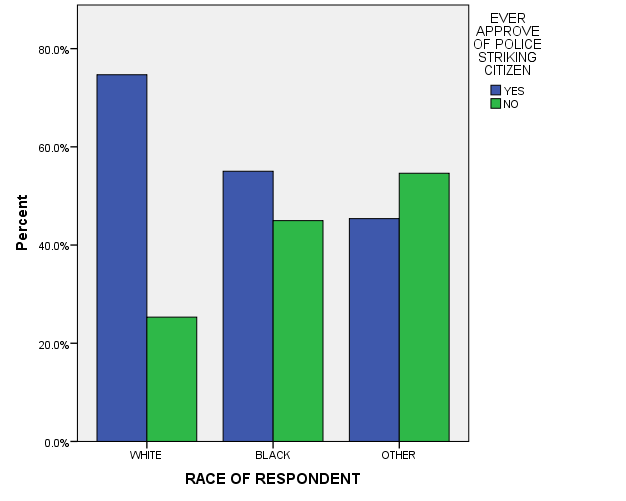 EVER
APPROVE
OF POLICE
STRIKING
CITIZEN
YES
NO
80.0%
60.0%
40.0%
20.0%
0.0%
Percent
WHITE BLACK OTHER
RACE OF RESPONDENT